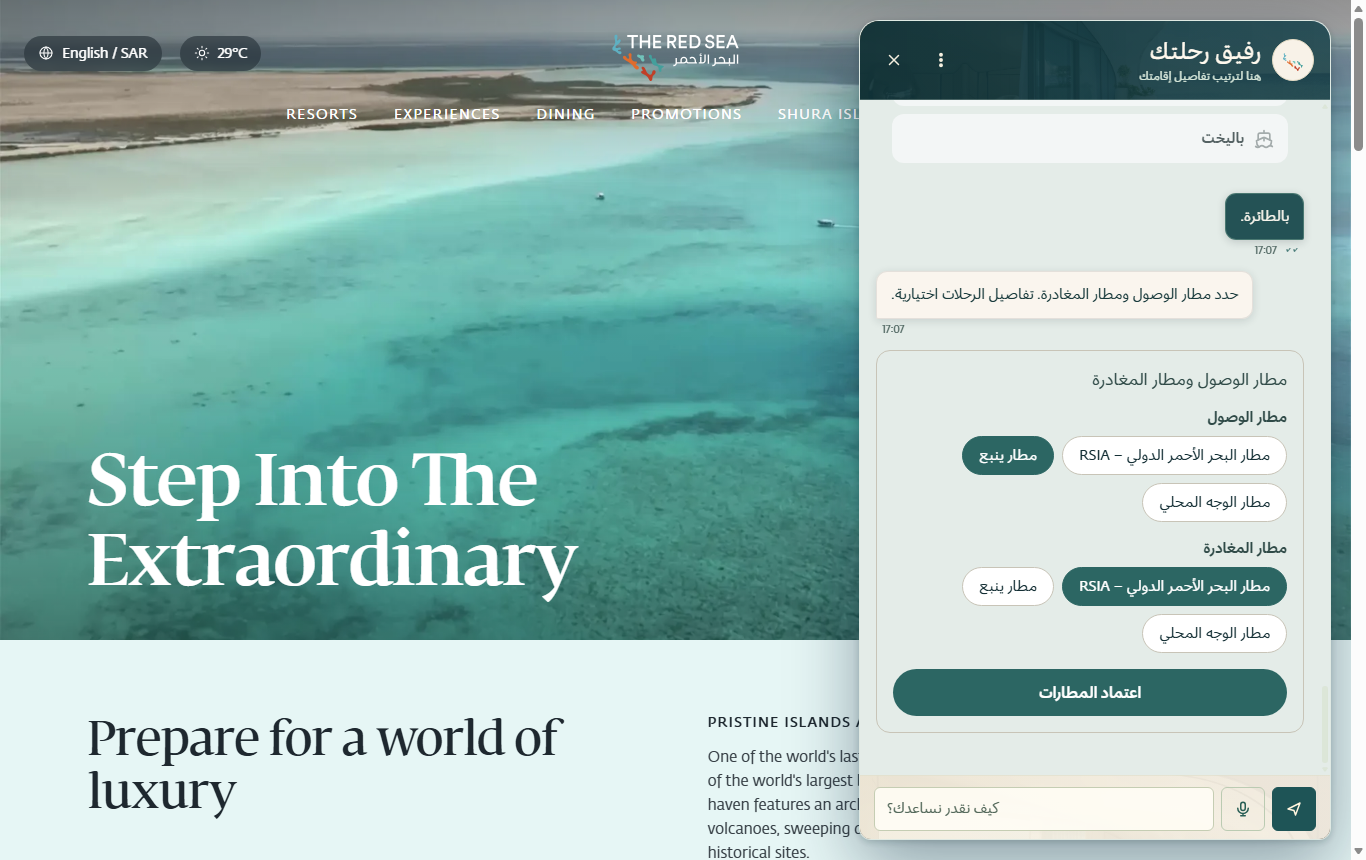 English / SAR
29°C
THE RED SEA
البحر الأحمر
RESORTS
EXPERIENCES
DINING
PROMOTIONS
SHURA ISL
Step Into The
Extraordinary
Prepare for a world of
luxury
PRISTINE ISLANDS
One of the world's las
of the world's largest
haven features an arc
volcanoes, sweeping
historical sites.
رفيق رحلتك
هنا لترتيب تفاصيل إقامتك
باليخت
بالطائرة.
17:07
حدد مطار الوصول ومطار المغادرة. تفاصيل الرحلات اختيارية.
17:07
مطار الوصول ومطار المغادرة
مطار الوصول
مطار البحر الأحمر الدولي – RSIA
مطار ينبع
مطار الوجه المحلي
مطار المغادرة
مطار البحر الأحمر الدولي – RSIA
مطار ينبع
مطار الوجه المحلي
اعتماد المطارات
كيف نقدر نساعدك؟